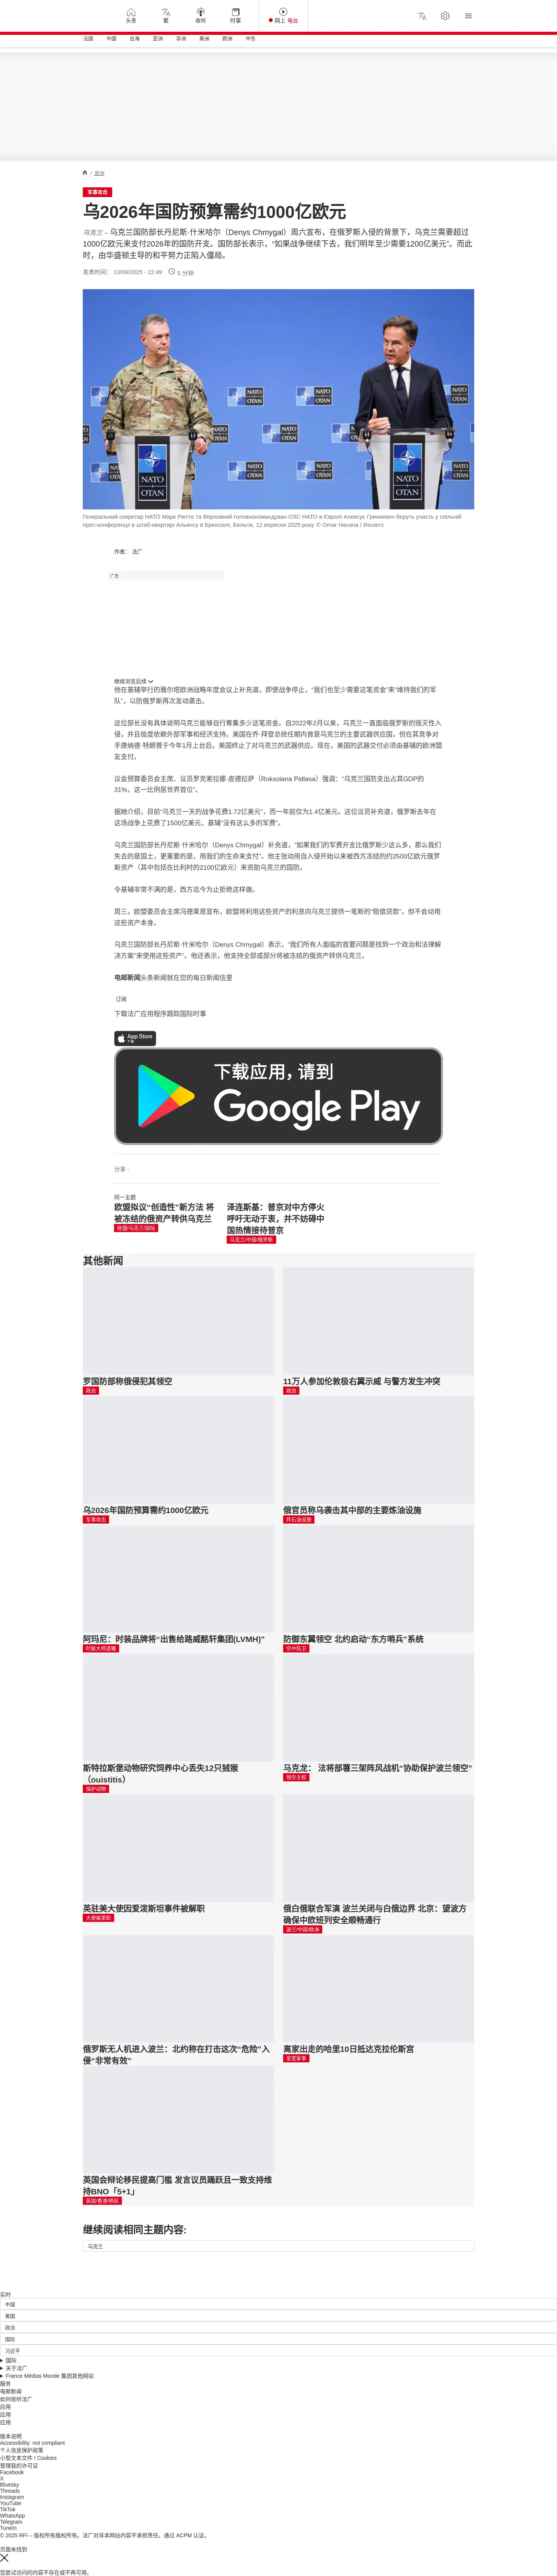 头条
繁
收听
时事
网上 电台
法国
中国
台海
亚洲
非洲
美洲
欧洲
中东
/ 欧洲
军事攻击
乌2026年国防预算需约1000亿欧元
乌克兰 – 乌克兰国防部长丹尼斯·什米哈尔（Denys Chmygal）周六宣布，在俄罗斯入侵的背景下，乌克兰需要超过
1000亿欧元来支付2026年的国防开支。国防部长表示，“如果战争继续下去，我们明年至少需要1200亿美元”。而此
时，由华盛顿主导的和平努力正陷入僵局。
发表时间： 13/09/2025 - 22:49 5 分钟
NATO
OTAN
Генеральний секретар НАТО Марк Рютте та Верховний головнокомандувач ОЗС НАТО в Європі Алексус Гринкевич беруть участь у спільній
прес-конференції в штаб-квартирі Альянсу в Брюсселі, Бельгія, 12 вересня 2025 року © Omar Havana / Reuters
作者： 法广
广告
继续浏览后续
他在基辅举行的雅尔塔欧洲战略年度会议上补充道，即使战争停止，“我们也至少需要这笔资金”来“维持我们的军
队”，以防俄罗斯再次发动袭击。
这位部长没有具体说明乌克兰能够自行筹集多少这笔资金。自2022年2月以来，乌克兰一直面临俄罗斯的毁灭性入
侵，并且极度依赖外部军事和经济支持。美国在乔·拜登总统任期内曾是乌克兰的主要武器供应国，但在其竞争对
手唐纳德·特朗普于今年1月上台后，美国终止了对乌克兰的武器供应。现在，美国的武器交付必须由基辅的欧洲盟
友支付。
议会预算委员会主席、议员罗克索拉娜·皮德拉萨（Roksolana Pidlasa）强调：“乌克兰国防支出占其GDP的
31%，这一比例居世界首位”。
据她介绍，目前“乌克兰一天的战争花费1.72亿美元”，而一年前仅为1.4亿美元。这位议员补充道，俄罗斯去年在
这场战争上花费了1500亿美元，基辅“没有这么多的军费”。
乌克兰国防部长丹尼斯·什米哈尔（Denys Chmygal）补充道，“如果我们的军费开支比俄罗斯少这么多，那么我们
失去的是国土，更重要的是，用我们的生命来支付”。他主张动用自入侵开始以来被西方冻结的约2500亿欧元俄罗
斯资产（其中包括在比利时的2100亿欧元）来资助乌克兰的国防。
令基辅非常不满的是，西方迄今为止拒绝这样做。
周三，欧盟委员会主席冯德莱恩宣布，欧盟将利用这些资产的利息向乌克兰提供一笔新的“赔偿贷款”，但不会动用
这些资产本身。
乌克兰国防部长丹尼斯·什米哈尔（Denys Chmygal）表示，“我们所有人面临的首要问题是找到一个政治和法律解
决方案”来使用这些资产”。他还表示，他支持全部或部分将被冻结的俄资产转供乌克兰。
电邮新闻头条新闻就在您的每日新闻信里
订阅
下载法广应用程序跟踪国际时事
App Store
下载
下载应用，请到
Google Play
分享 :
同一主题
欧盟拟议“创造性”新方法 将
被冻结的俄资产转供乌克兰
欧盟/乌克兰/国际
泽连斯基：普京对中方停火
呼吁无动于衷，并不妨碍中
国热情接待普京
乌克兰/中国/俄罗斯
其他新闻
罗国防部称俄侵犯其领空
政治
11万人参加伦敦极右翼示威 与警方发生冲突
政治
乌2026年国防预算需约1000亿欧元
军事攻击
俄官员称乌袭击其中部的主要炼油设施
炸石油设施
阿玛尼：时装品牌将“出售给路威酩轩集团(LVMH)”
时装大师遗嘱
防御东翼领空 北约启动“东方哨兵”系统
空中防卫
斯特拉斯堡动物研究饲养中心丢失12只狨猴
（ouistitis）
保护动物
马克龙： 法将部署三架阵风战机“协助保护波兰领空”
领空主权
英驻美大使因爱泼斯坦事件被解职
大使被革职
俄白俄联合军演 波兰关闭与白俄边界 北京：望波方
确保中欧班列安全顺畅通行
波兰/中国/欧洲
俄罗斯无人机进入波兰：北约称在打击这次“危险”入
侵“非常有效”
离家出走的哈里10日抵达克拉伦斯宫
皇室家事
英国会辩论移民提高门槛 发言议员踊跃且一致支持维
持BNO「5+1」
英国/香港/移民
继续阅读相同主题内容:
乌克兰
实时
中国
美国
政治
国际
习近平
国际
关于法广
France Médias Monde 集团其他网站
服务
电邮新闻
如何收听法广
应用
应用
应用
版本说明
Accessibility: not compliant
个人信息保护政策
小型文本文件 / Cookies
管理我的许可证
Facebook
X
Bluesky
Threads
Instagram
YouTube
TikTok
WhatsApp
Telegram
TuneIn
© 2025 RFI – 版权所有版权所有。法广对非本网站内容不承担责任。通过 ACPM 认证。
页面未找到
您尝试访问的内容不存在或不再可用。